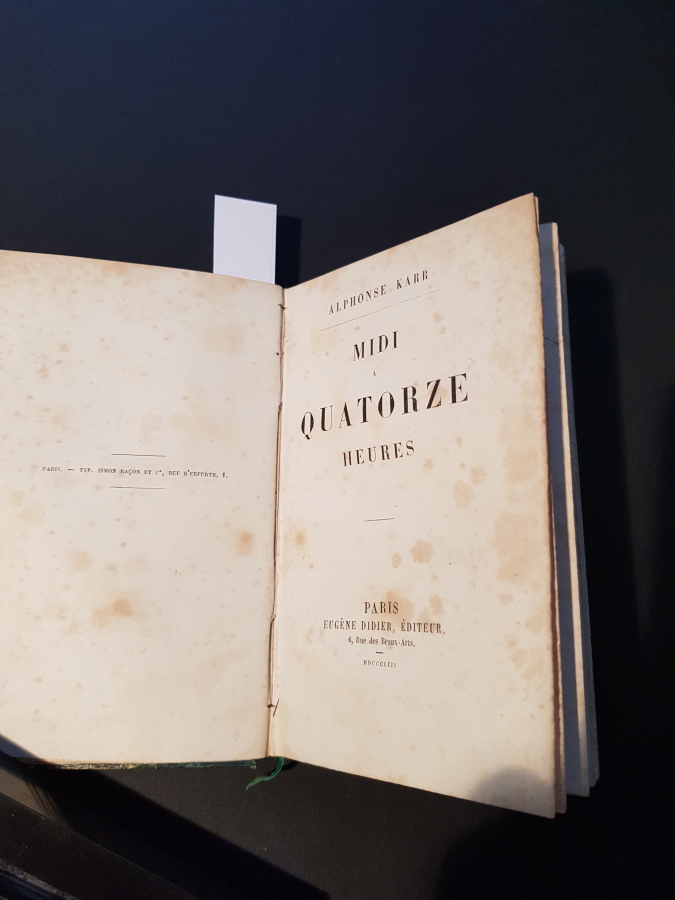 PARIS. — TYP. SIMON RAÇON ET Cᵉ, RUE D'ERFURTH, 1.
ALPHONSE KARR
MIDI
A
QUATORZE
HEURES
PARIS
EUGÈNE DIDIER, ÉDITEUR,
6, Rue des Beaux-Arts.
MDCCCLIII